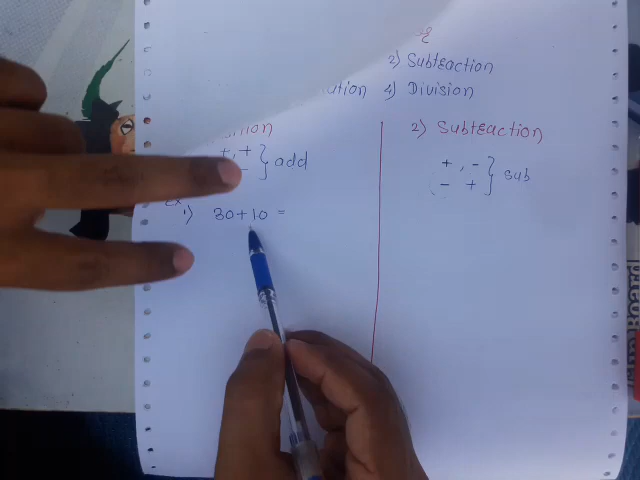 2) Subtraction
4) Division
2) Subtraction
+, + } add
+ , - } sub
- +
1) 30+10 =